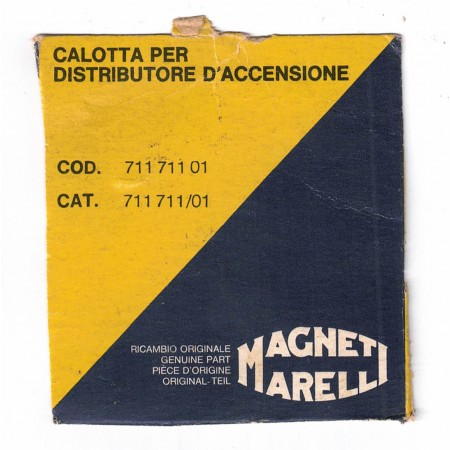 CALOTTA PER
DISTRIBUTORE D'ACCENSIONE
COD. 711 711 01
CAT. 711 711/01
RICAMBIO ORIGINALE
GENUINE PART
PIÈCE D'ORIGINE
ORIGINAL-TEIL
MAGNETI
MARELLI